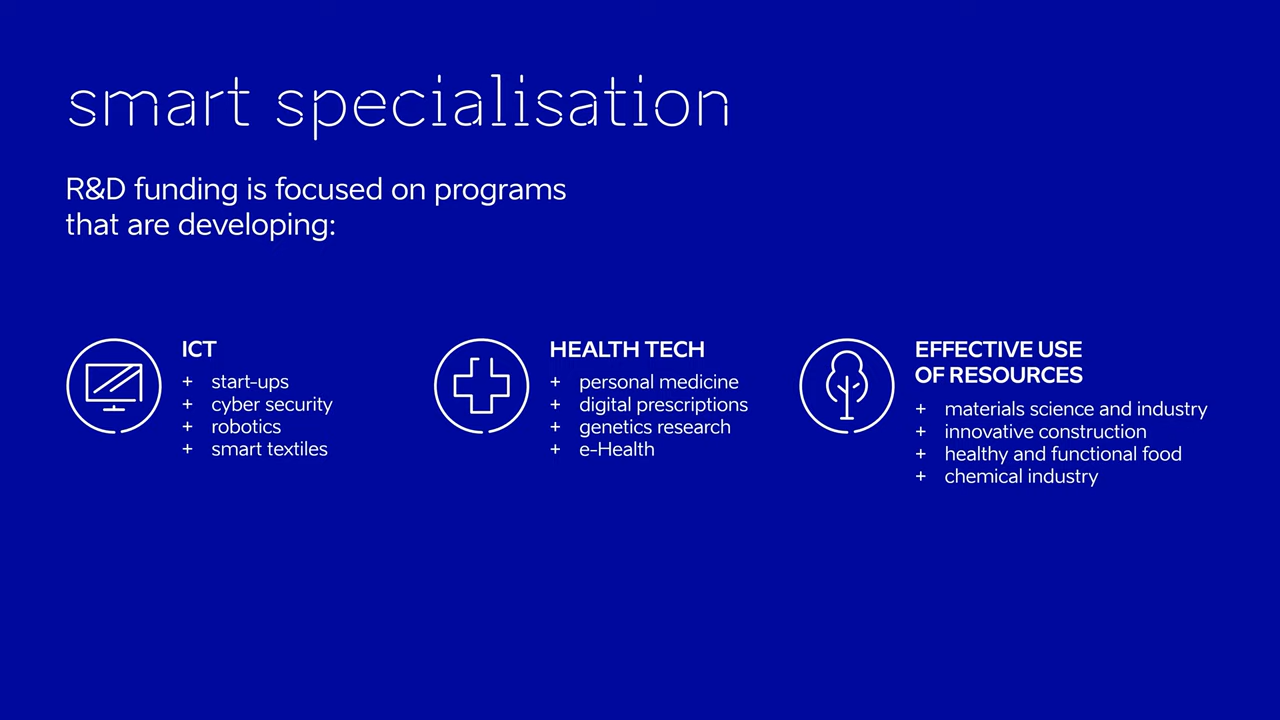 smart specialisation
R&D funding is focused on programs
that are developing:
ICT
+ start-ups
+ cyber security
+ robotics
+ smart textiles
HEALTH TECH
+ personal medicine
+ digital prescriptions
+ genetics research
+ e-Health
EFFECTIVE USE
OF RESOURCES
+ materials science and industry
+ innovative construction
+ healthy and functional food
+ chemical industry